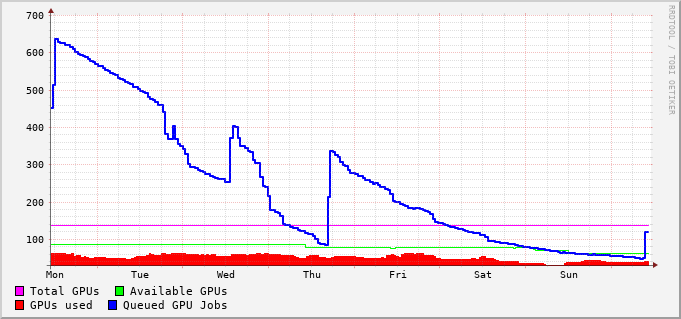 700
600
500
400
300
200
100
Mon Tue Wed Thu Fri Sat Sun
Total GPUs Available GPUs
GPUs used Queued GPU Jobs
RRDTOOL / TOBI OETIKER